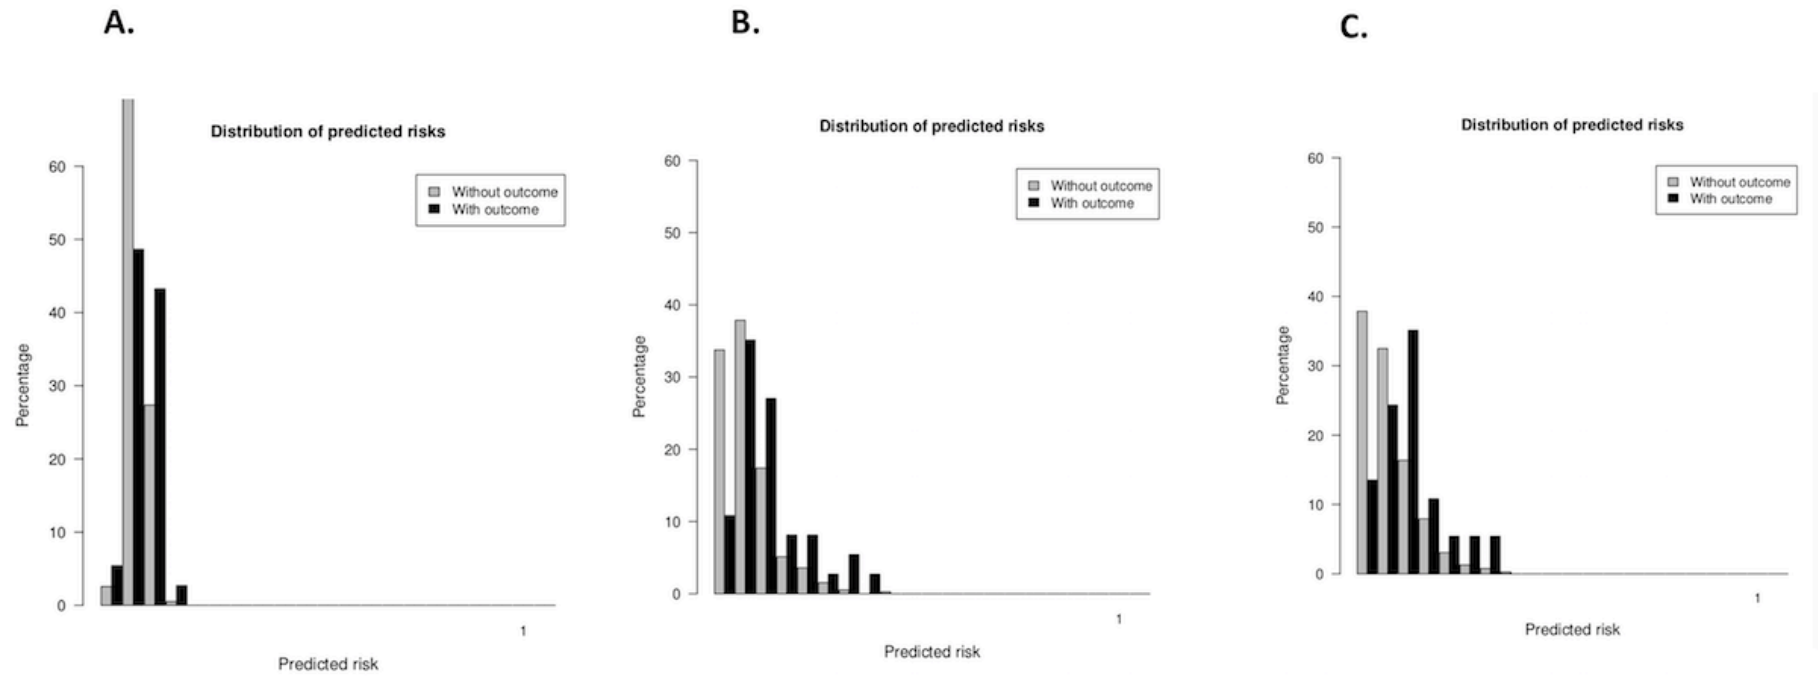 A.
Distribution of predicted risks
Without outcome
With outcome
60
50
40
30
20
10
0
Percentage
1
Predicted risk
B.
Distribution of predicted risks
Without outcome
With outcome
60
50
40
30
20
10
0
Percentage
1
Predicted risk
C.
Distribution of predicted risks
Without outcome
With outcome
60
50
40
30
20
10
0
Percentage
1
Predicted risk